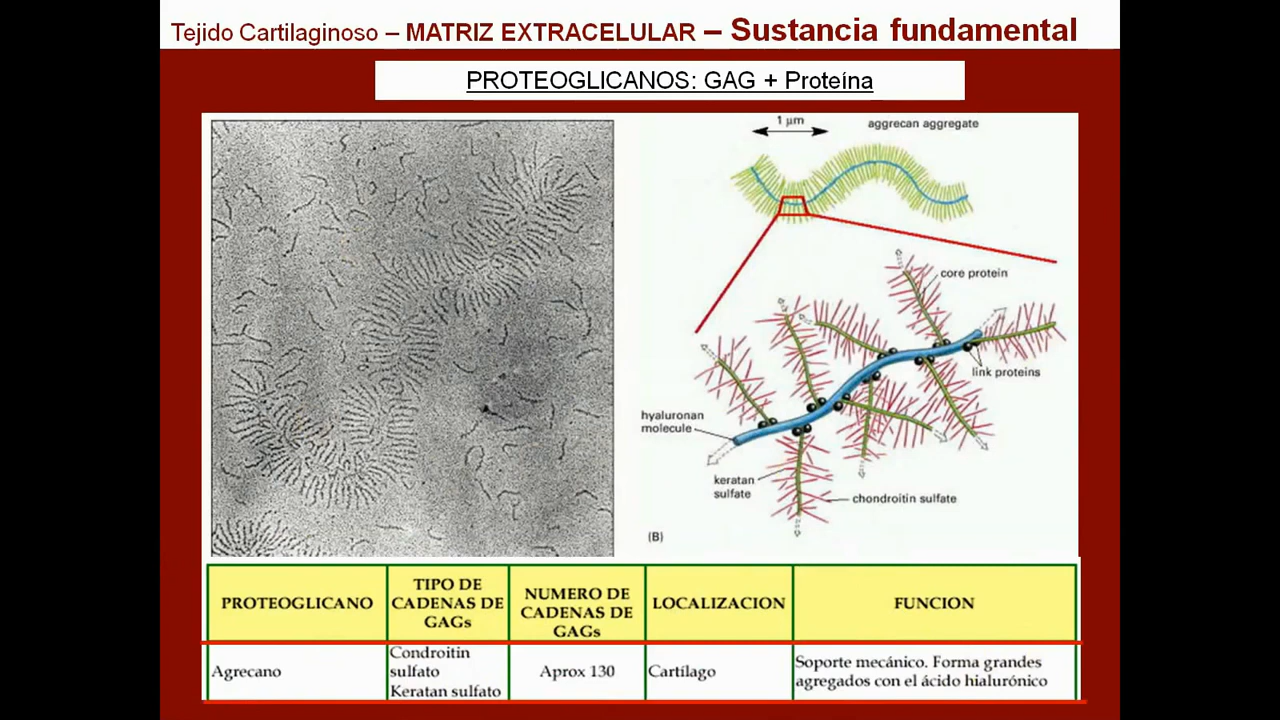 Tejido Cartilaginoso – MATRIZ EXTRACELULAR – Sustancia fundamental
PROTEOGLICANOS: GAG + Proteína
1 µm
aggrecan aggregate
core protein
link proteins
hyaluronan
molecule
keratan
sulfate
chondroitin sulfate
(B)
PROTEOGLICANO
TIPO DE
CADENAS DE
GAGs
NUMERO DE
CADENAS DE
GAGs
LOCALIZACION
FUNCION
Agrecano
Condroitin
sulfato
Keratan sulfato
Aprox 130
Cartílago
Soporte mecánico. Forma grandes
agregados con el ácido hialurónico